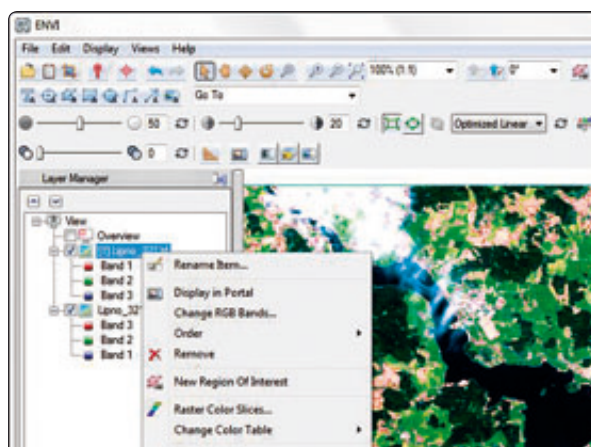 ENVI
File Edit Display Views Help
100% (1:1) 0°
Go To
50 20 Optimized Linear
0
Layer Manager
View
Overview
Band 1
Band 2
Band 3
Lipno_32
Band 3
Band 2
Band 1
Rename Item...
Display in Portal
Change RGB Bands...
Order
Remove
New Region Of Interest
Raster Color Slices...
Change Color Table